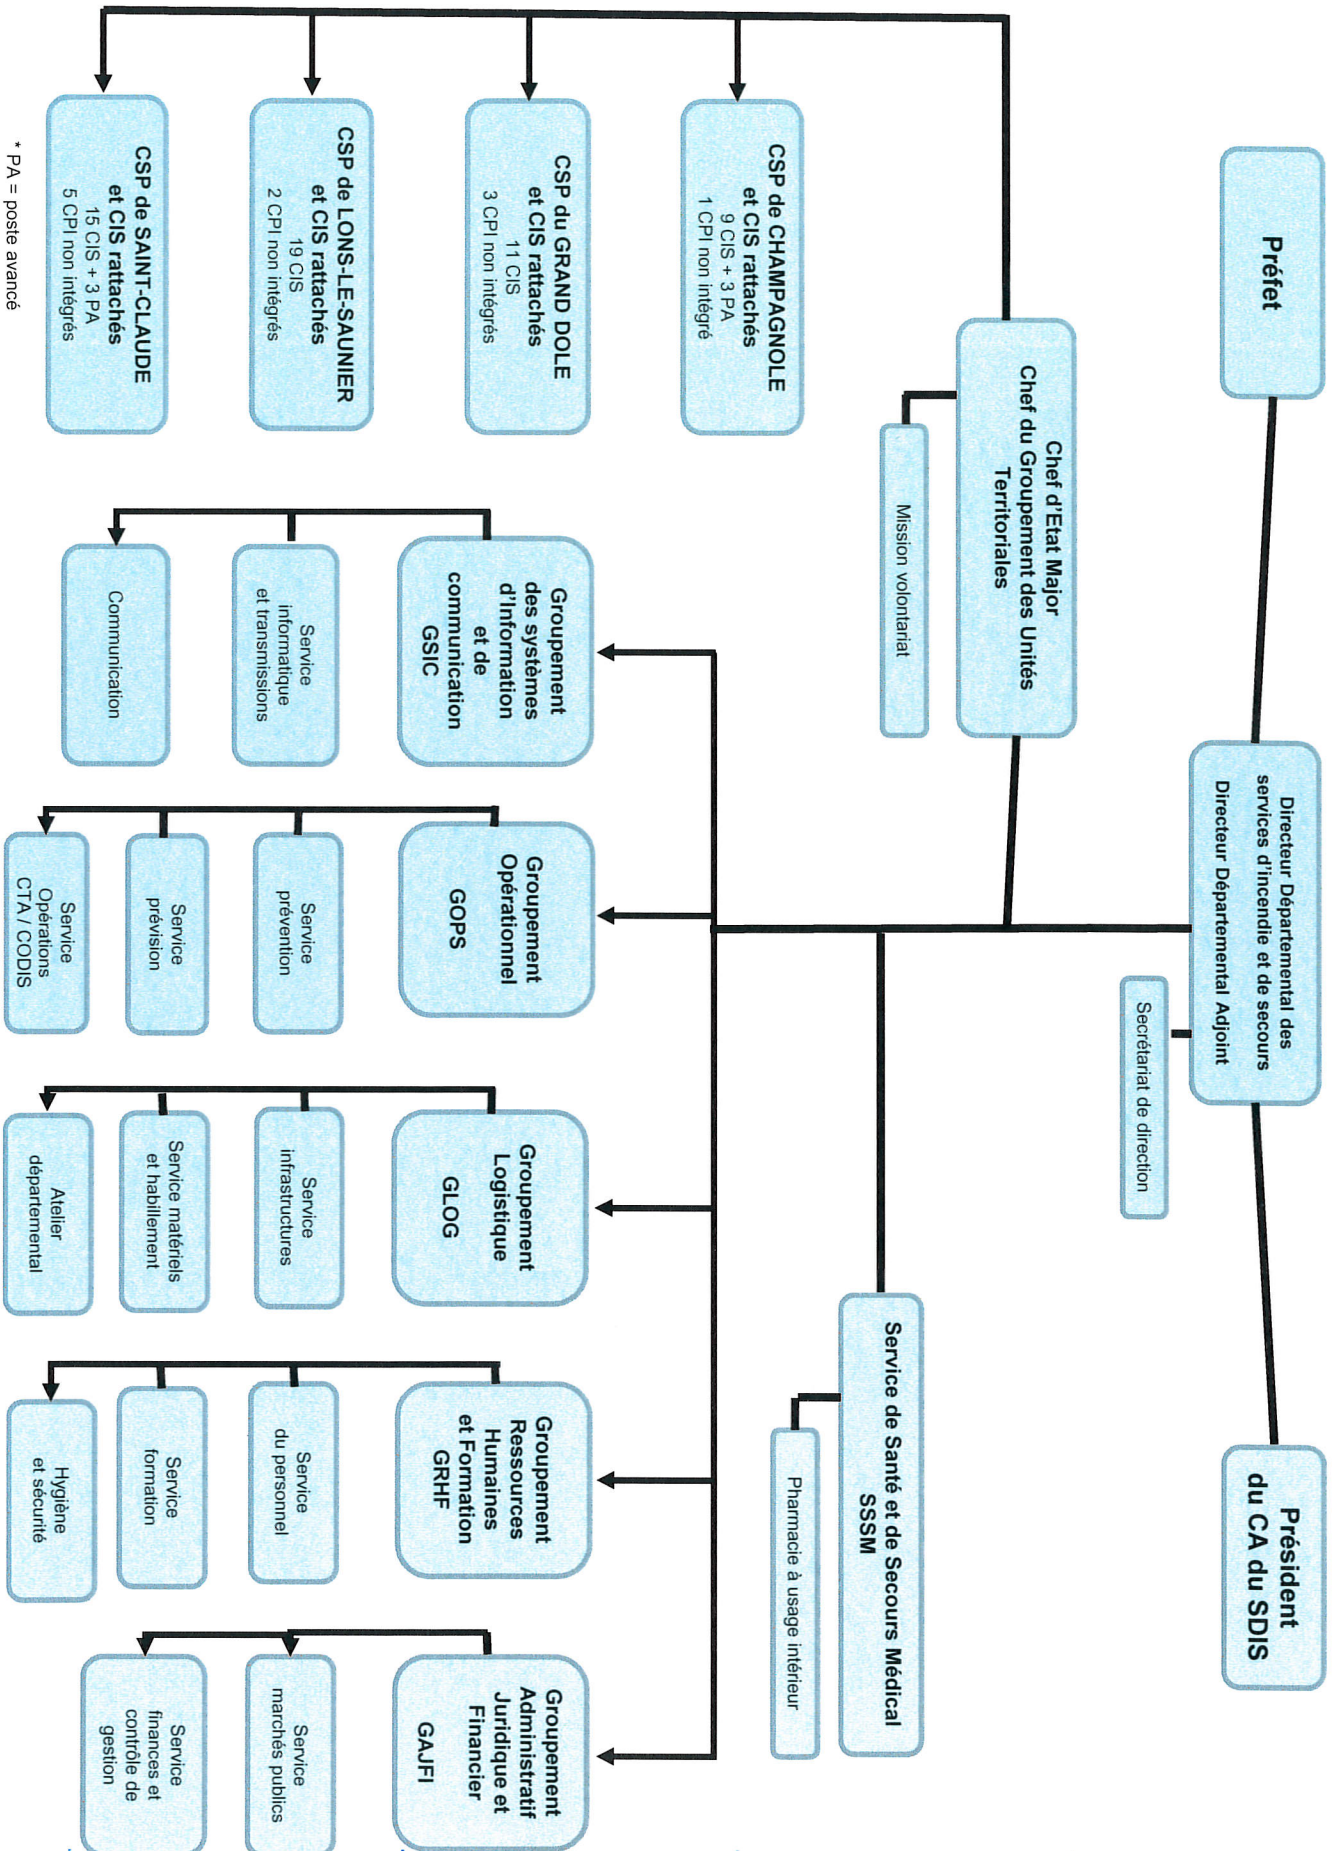 Préfet
Directeur Départemental des
services d'incendie et de secours
Directeur Départemental Adjoint
Président
du CA du SDIS
Secrétariat de direction
Chef d'Etat Major
Chef du Groupement des Unités
Territoriales
Mission volontariat
Service de Santé et de Secours Médical
SSSM
Pharmacie à usage intérieur
CSP de CHAMPAGNOLE
et CIS rattachés
9 CIS + 3 PA
1 CPI non intégré
CSP du GRAND DOLE
et CIS rattachés
11 CIS
3 CPI non intégrés
CSP de LONS-LE-SAUNIER
et CIS rattachés
19 CIS
2 CPI non intégrés
CSP de SAINT-CLAUDE
et CIS rattachés
15 CIS + 3 PA
5 CPI non intégrés
* PA = poste avancé
Groupement
des systèmes
d'Information
et de
communication
GSIC
Service
informatique
et transmissions
Communication
Groupement
Opérationnel
GOPS
Service
prévention
Service
prévision
Service
Opérations
CTA / CODIS
Groupement
Logistique
GLOG
Service
infrastructures
Service matériels
et habillement
Atelier
départemental
Groupement
Ressources
Humaines
et Formation
GRHF
Service
du personnel
Service
formation
Hygiène
et sécurité
Groupement
Administratif
Juridique et
Financier
GAJFI
Service
marchés publics
Service
finances et
contrôle de
gestion